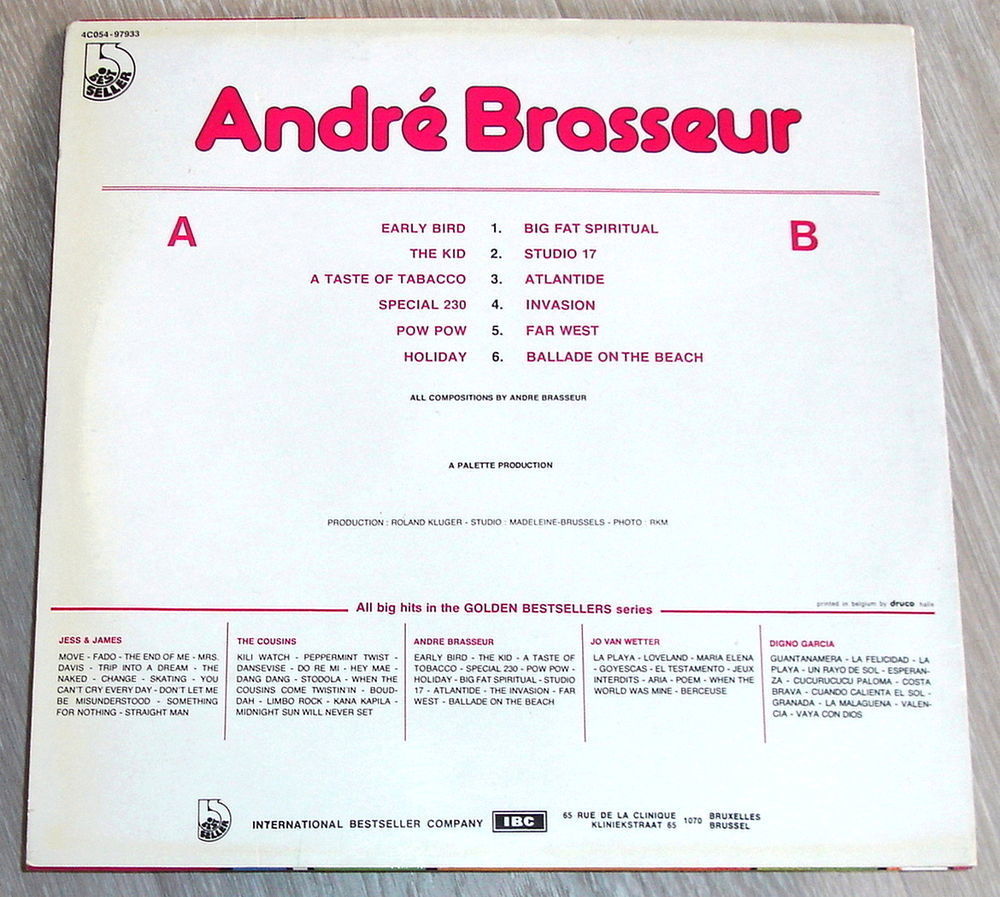 4C054-97933
BEST
SELLER
André Brasseur
A
B
EARLY BIRD 1. BIG FAT SPIRITUAL
THE KID 2. STUDIO 17
A TASTE OF TABACCO 3. ATLANTIDE
SPECIAL 230 4. INVASION
POW POW 5. FAR WEST
HOLIDAY 6. BALLADE ON THE BEACH
ALL COMPOSITIONS BY ANDRE BRASSEUR
A PALETTE PRODUCTION
PRODUCTION : ROLAND KLUGER - STUDIO : MADELEINE-BRUSSELS - PHOTO : RKM
All big hits in the GOLDEN BESTSELLERS series
printed in belgium by druco halle
JESS & JAMES
MOVE - FADO - THE END OF ME - MRS.
DAVIS - TRIP INTO A DREAM - THE
NAKED - CHANGE - SKATING - YOU
CAN'T CRY EVERY DAY - DON'T LET ME
BE MISUNDERSTOOD - SOMETHING
FOR NOTHING - STRAIGHT MAN
THE COUSINS
KILI WATCH - PEPPERMINT TWIST -
DANSEVISE - DO RE MI - HEY MAE -
DANG DANG - STODOLA - WHEN THE
COUSINS COME TWISTIN'IN - BOUD-
DAH - LIMBO ROCK - KANA KAPILA -
MIDNIGHT SUN WILL NEVER SET
ANDRE BRASSEUR
EARLY BIRD - THE KID - A TASTE OF
TOBACCO - SPECIAL 230 - POW POW -
HOLIDAY - BIG FAT SPIRITUAL - STUDIO
17 - ATLANTIDE - THE INVASION - FAR
WEST - BALLADE ON THE BEACH
JO VAN WETTER
LA PLAYA - LOVELAND - MARIA ELENA
- GOYESCAS - EL TESTAMENTO - JEUX
INTERDITS - ARIA - POEM - WHEN THE
WORLD WAS MINE - BERCEUSE
DIGNO GARCIA
GUANTANAMERA - LA FELICIDAD - LA
PLAYA - UN RAYO DE SOL - ESPERAN-
ZA - CUCURUCUCU PALOMA - COSTA
BRAVA - CUANDO CALIENTA EL SOL -
GRANADA - LA MALAGUENA - VALEN-
CIA - VAYA CON DIOS
BEST
SELLER
INTERNATIONAL BESTSELLER COMPANY IBC
65 RUE DE LA CLINIQUE 1070 BRUXELLES
KLINIEKSTRAAT 65 BRUSSEL